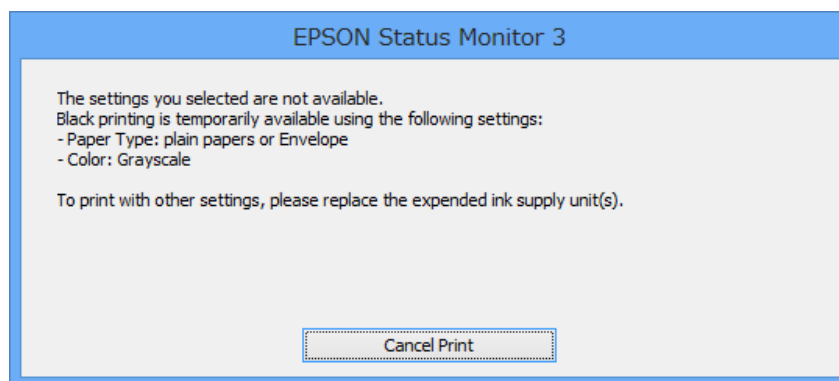 EPSON Status Monitor 3
The settings you selected are not available.
Black printing is temporarily available using the following settings:
- Paper Type: plain papers or Envelope
- Color: Grayscale
To print with other settings, please replace the expended ink supply unit(s).
Cancel Print